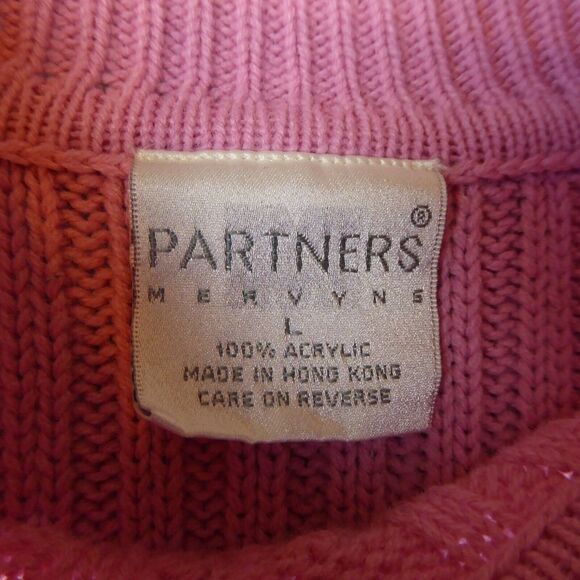 PARTNERS®
MERVYNS
L
100% ACRYLIC
MADE IN HONG KONG
CARE ON REVERSE